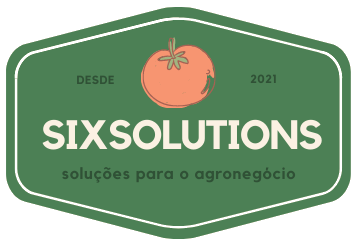 DESDE 2021
SIXSOLUTIONS
soluções para o agronegócio